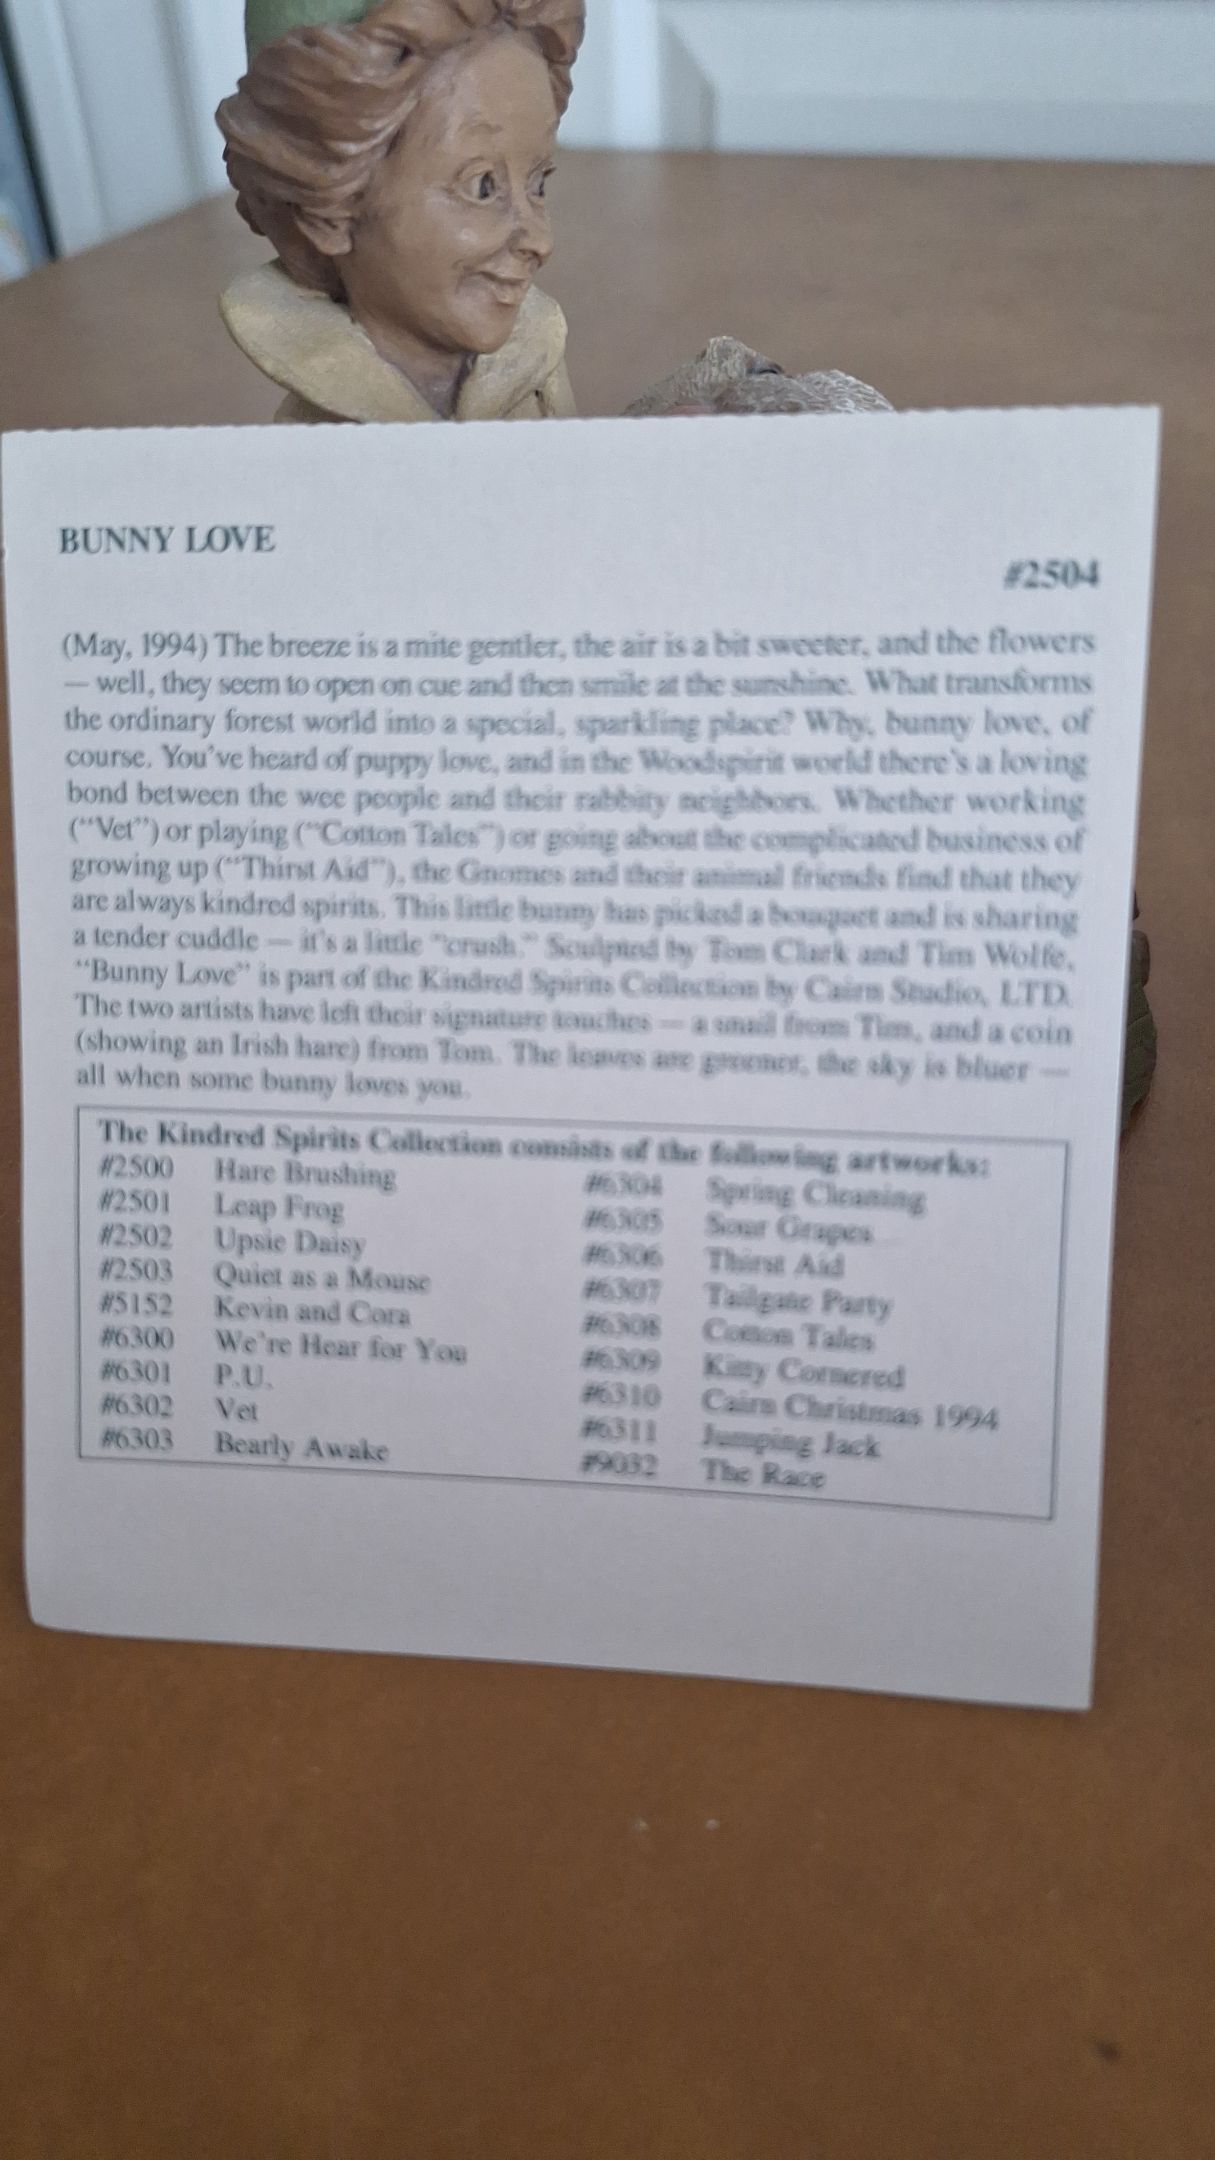 BUNNY LOVE
#2504
(May, 1994) The breeze is a mite gentler, the air is a bit sweeter, and the flowers
— well, they seem to open on cue and then smile at the sunshine. What transforms
the ordinary forest world into a special, sparkling place? Why, bunny love, of
course. You've heard of puppy love, and in the Woodspirit world there's a loving
bond between the wee people and their rabbity neighbors. Whether working
("Vet") or playing ("Cotton Tales") or going about the complicated business of
growing up ("Thirst Aid"), the Gnomes and their animal friends find that they
are always kindred spirits. This little bunny has picked a bouquet and is sharing
a tender cuddle — it's a little "crush." Sculpted by Tom Clark and Tim Wolfe,
"Bunny Love" is part of the Kindred Spirits Collection by Cairn Studio, LTD.
The two artists have left their signature touches — a snail from Tim, and a coin
(showing an Irish hare) from Tom. The leaves are greener, the sky is bluer —
all when some bunny loves you.
The Kindred Spirits Collection consists of the following artworks:
#2500 Hare Brushing
#2501 Leap Frog
#2502 Upsie Daisy
#2503 Quiet as a Mouse
#5152 Kevin and Cora
#6300 We're Hear for You
#6301 P.U.
#6302 Vet
#6303 Bearly Awake
#6304 Spring Cleaning
#6305 Sour Grapes
#6306 Thirst Aid
#6307 Tailgate Party
#6308 Cotton Tales
#6309 Kitty Cornered
#6310 Cairn Christmas 1994
#6311 Jumping Jack
#9032 The Race